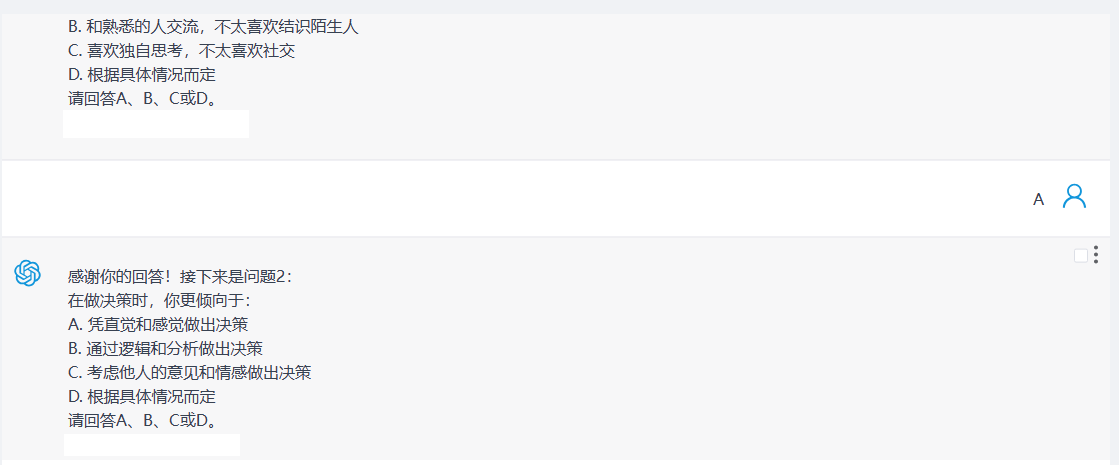 B. 和熟悉的人交流，不太喜欢结识陌生人
C. 喜欢独自思考，不太喜欢社交
D. 根据具体情况而定
请回答A、B、C或D。
A
感谢你的回答！接下来是问题2：
在做决策时，你更倾向于：
A. 凭直觉和感觉做出决策
B. 通过逻辑和分析做出决策
C. 考虑他人的意见和情感做出决策
D. 根据具体情况而定
请回答A、B、C或D。